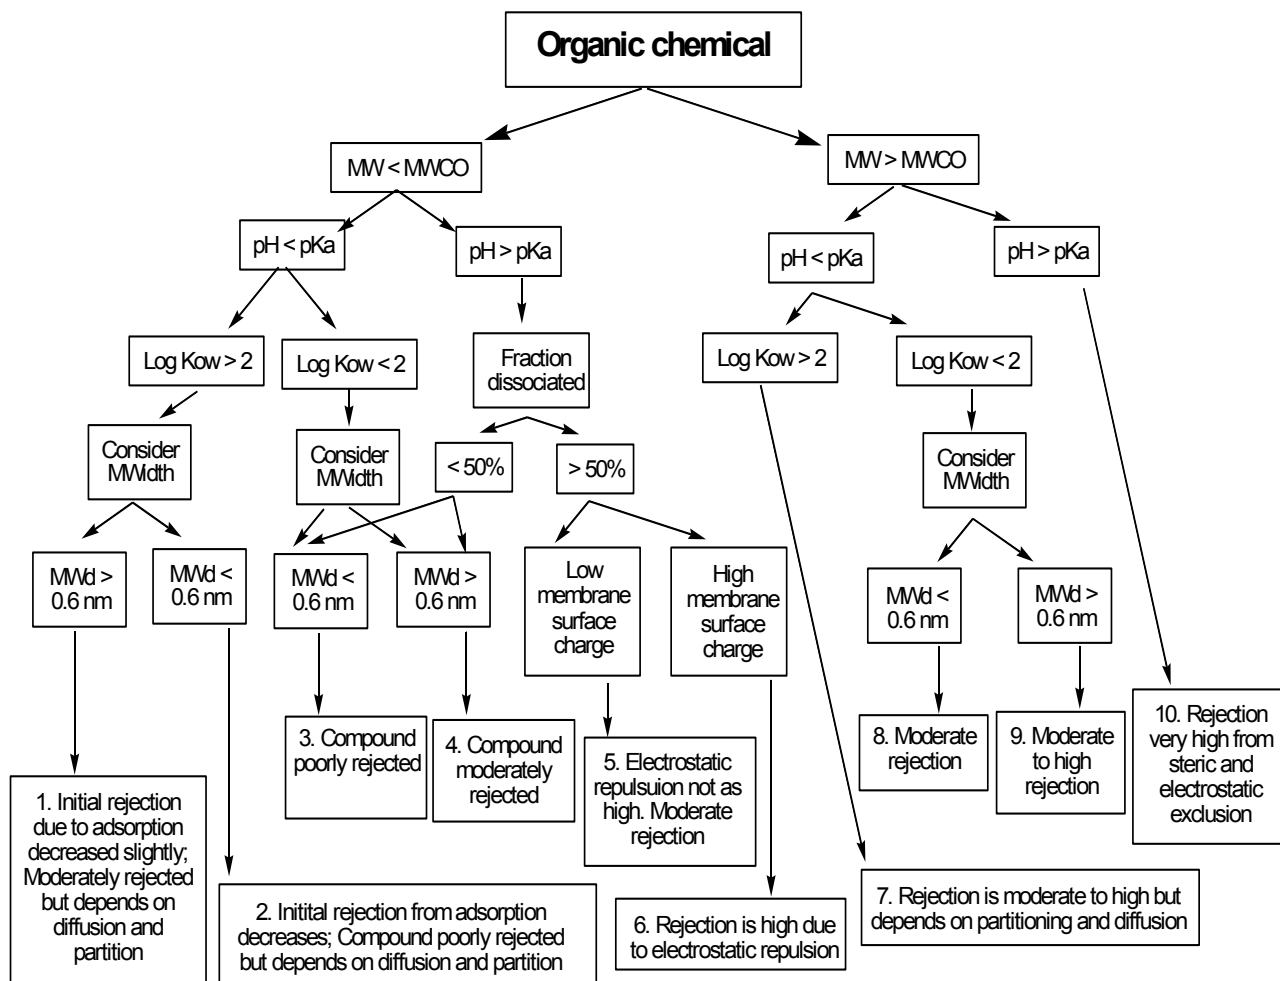 Organic chemical
MW < MWCO
MW > MWCO
pH < pKa
pH > pKa
pH < pKa
pH > pKa
Log Kow > 2
Log Kow < 2
Fraction
dissociated
Log Kow > 2
Log Kow < 2
Consider
MWidth
Consider
MWidth
< 50%
> 50%
Consider
MWidth
MWd >
0.6 nm
MWd <
0.6 nm
MWd <
0.6 nm
MWd >
0.6 nm
Low
membrane
surface
charge
High
membrane
surface
charge
MWd <
0.6 nm
MWd >
0.6 nm
1. Initial rejection
due to adsorption
decreased slightly;
Moderately rejected
but depends on
diffusion and
partition
2. Initital rejection from adsorption
decreases; Compound poorly rejected
but depends on diffusion and partition
3. Compound
poorly rejected
4. Compound
moderately
rejected
5. Electrostatic
repulsuion not as
high. Moderate
rejection
6. Rejection is high due
to electrostatic repulsion
7. Rejection is moderate to high but
depends on partitioning and diffusion
8. Moderate
rejection
9. Moderate
to high
rejection
10. Rejection
very high from
steric and
electrostatic
exclusion